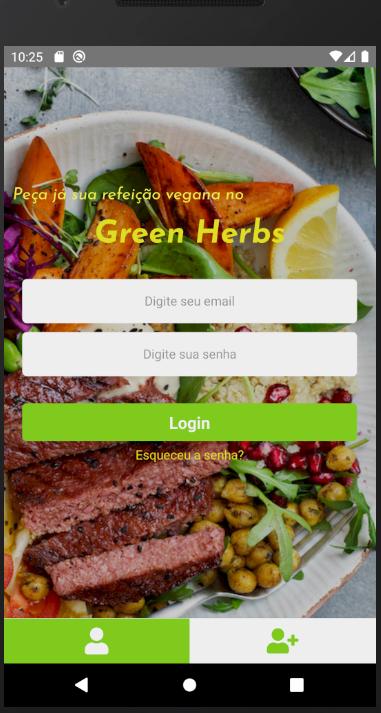 10:25
Peça já sua refeição vegana no
Green Herbs
Digite seu email
Digite sua senha
Login
Esqueceu a senha?